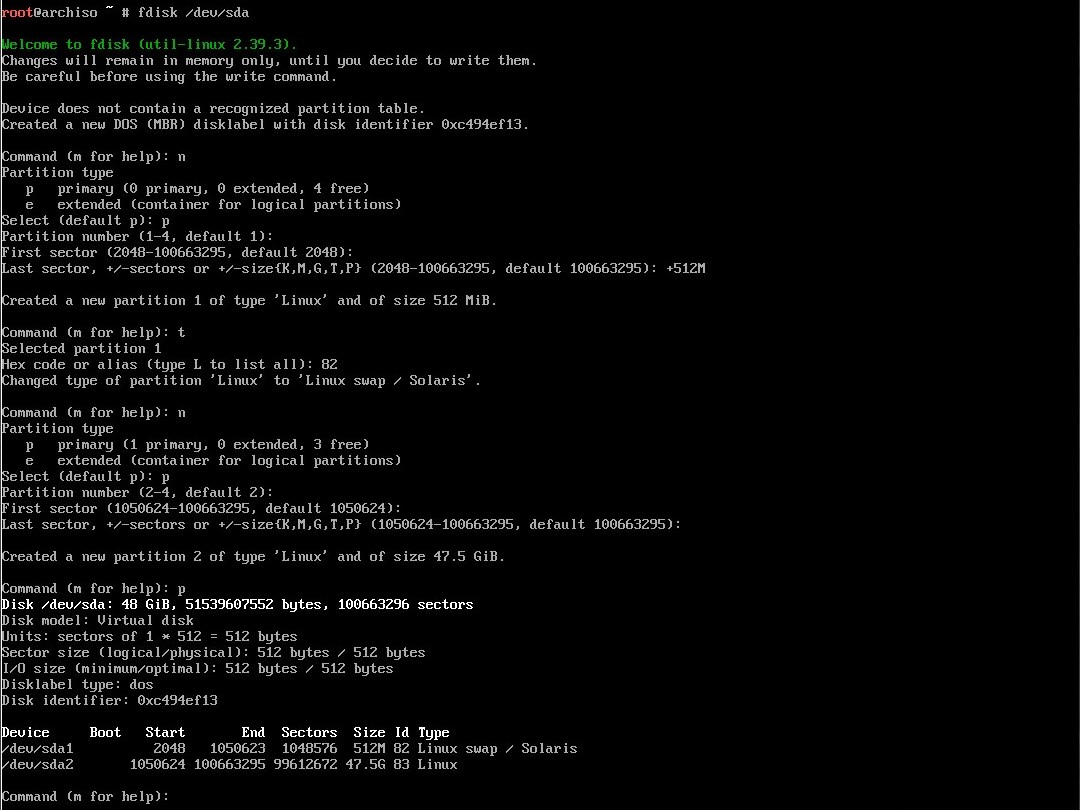 root@archiso ~ # fdisk /dev/sda
Welcome to fdisk (util-linux 2.39.3).
Changes will remain in memory only, until you decide to write them.
Be careful before using the write command.
Device does not contain a recognized partition table.
Created a new DOS (MBR) disklabel with disk identifier 0xc494ef13.
Command (m for help): n
Partition type
   p   primary (0 primary, 0 extended, 4 free)
   e   extended (container for logical partitions)
Select (default p): p
Partition number (1-4, default 1):
First sector (2048-100663295, default 2048):
Last sector, +/-sectors or +/-size{K,M,G,T,P} (2048-100663295, default 100663295): +512M
Created a new partition 1 of type 'Linux' and of size 512 MiB.
Command (m for help): t
Selected partition 1
Hex code or alias (type L to list all): 82
Changed type of partition 'Linux' to 'Linux swap / Solaris'.
Command (m for help): n
Partition type
   p   primary (1 primary, 0 extended, 3 free)
   e   extended (container for logical partitions)
Select (default p): p
Partition number (2-4, default 2):
First sector (1050624-100663295, default 1050624):
Last sector, +/-sectors or +/-size{K,M,G,T,P} (1050624-100663295, default 100663295):
Created a new partition 2 of type 'Linux' and of size 47.5 GiB.
Command (m for help): p
Disk /dev/sda: 48 GiB, 51539607552 bytes, 100663296 sectors
Disk model: Virtual disk
Units: sectors of 1 * 512 = 512 bytes
Sector size (logical/physical): 512 bytes / 512 bytes
I/O size (minimum/optimal): 512 bytes / 512 bytes
Disklabel type: dos
Disk identifier: 0xc494ef13
Device     Boot   Start       End  Sectors  Size Id Type
/dev/sda1          2048   1050623  1048576  512M 82 Linux swap / Solaris
/dev/sda2       1050624 100663295 99612672 47.5G 83 Linux
Command (m for help):